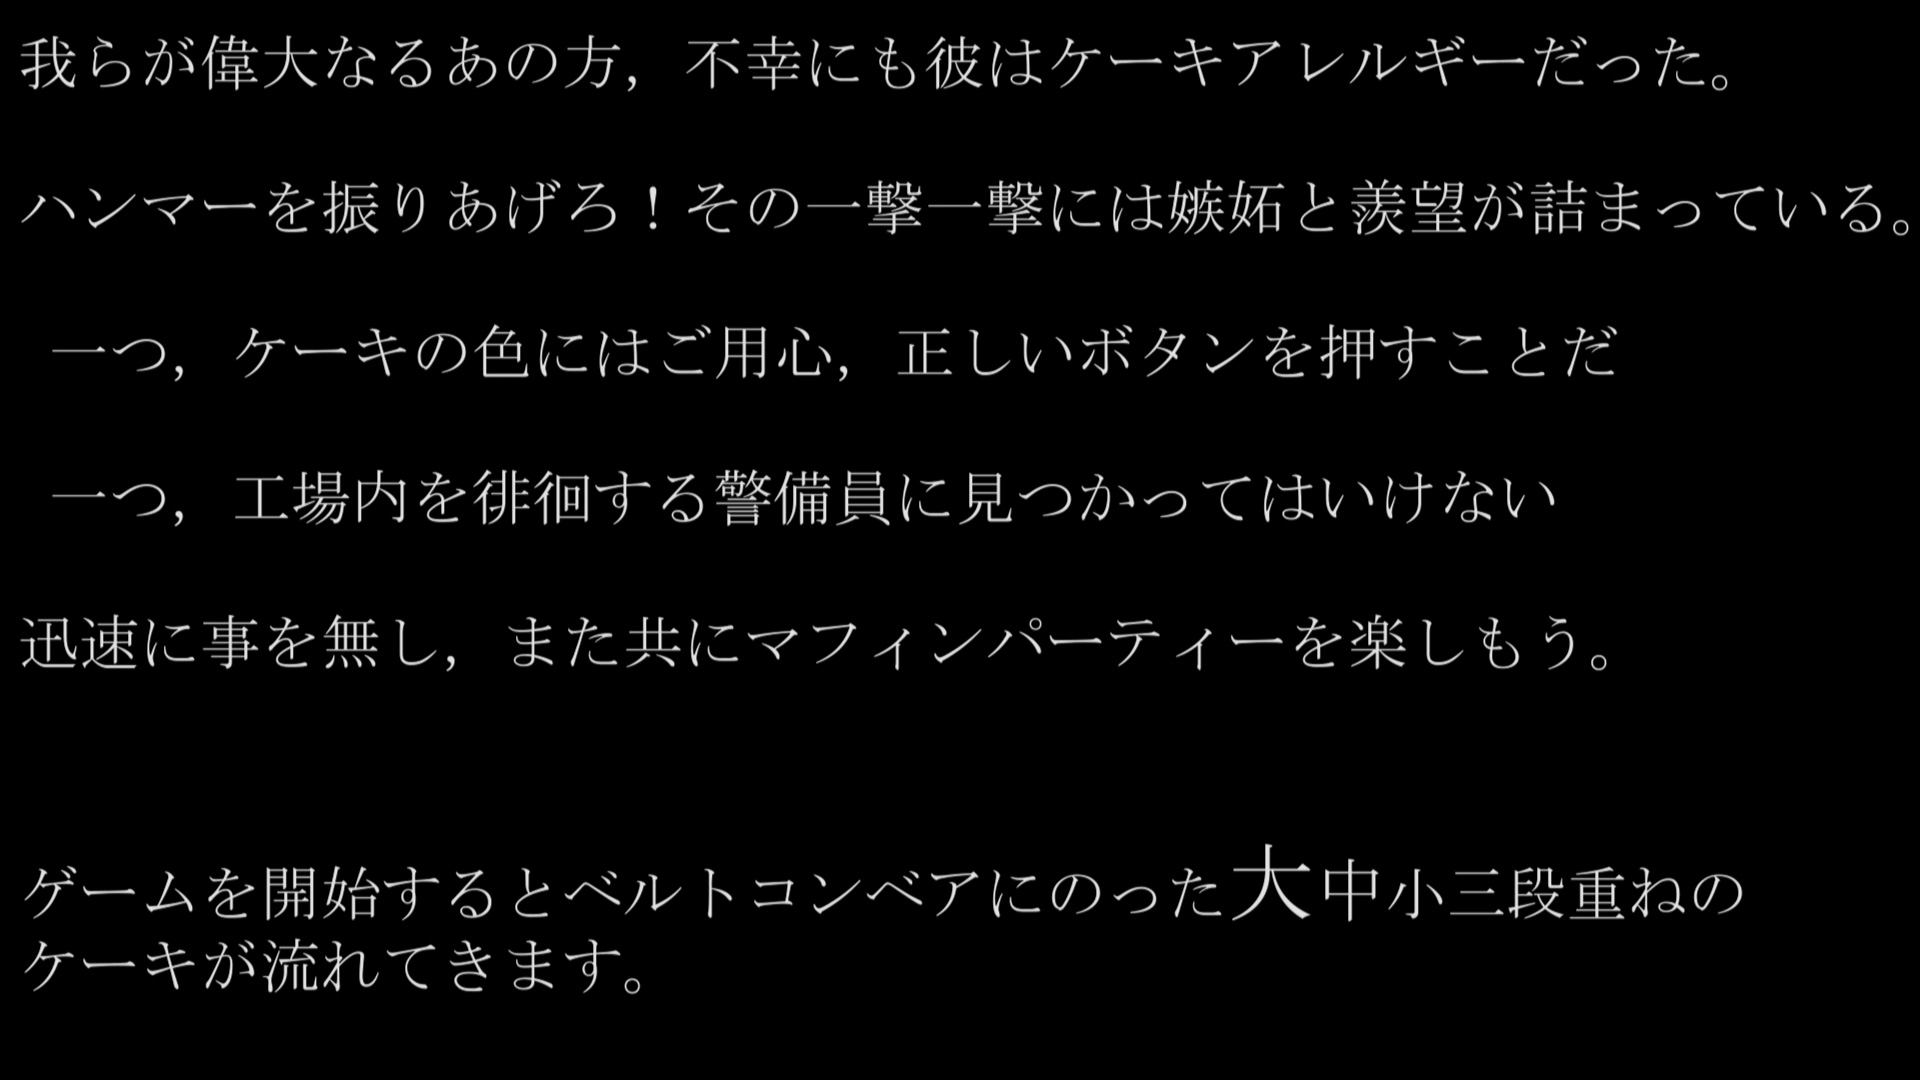 我らが偉大なるあの方，不幸にも彼はケーキアレルギーだった。
ハンマーを振りあげろ！その一撃一撃には嫉妬と羨望が詰まっている。
一つ，ケーキの色にはご用心，正しいボタンを押すことだ
一つ，工場内を徘徊する警備員に見つかってはいけない
迅速に事を無し，また共にマフィンパーティーを楽しもう。
ゲームを開始するとベルトコンベアにのった大中小三段重ねの
ケーキが流れてきます。